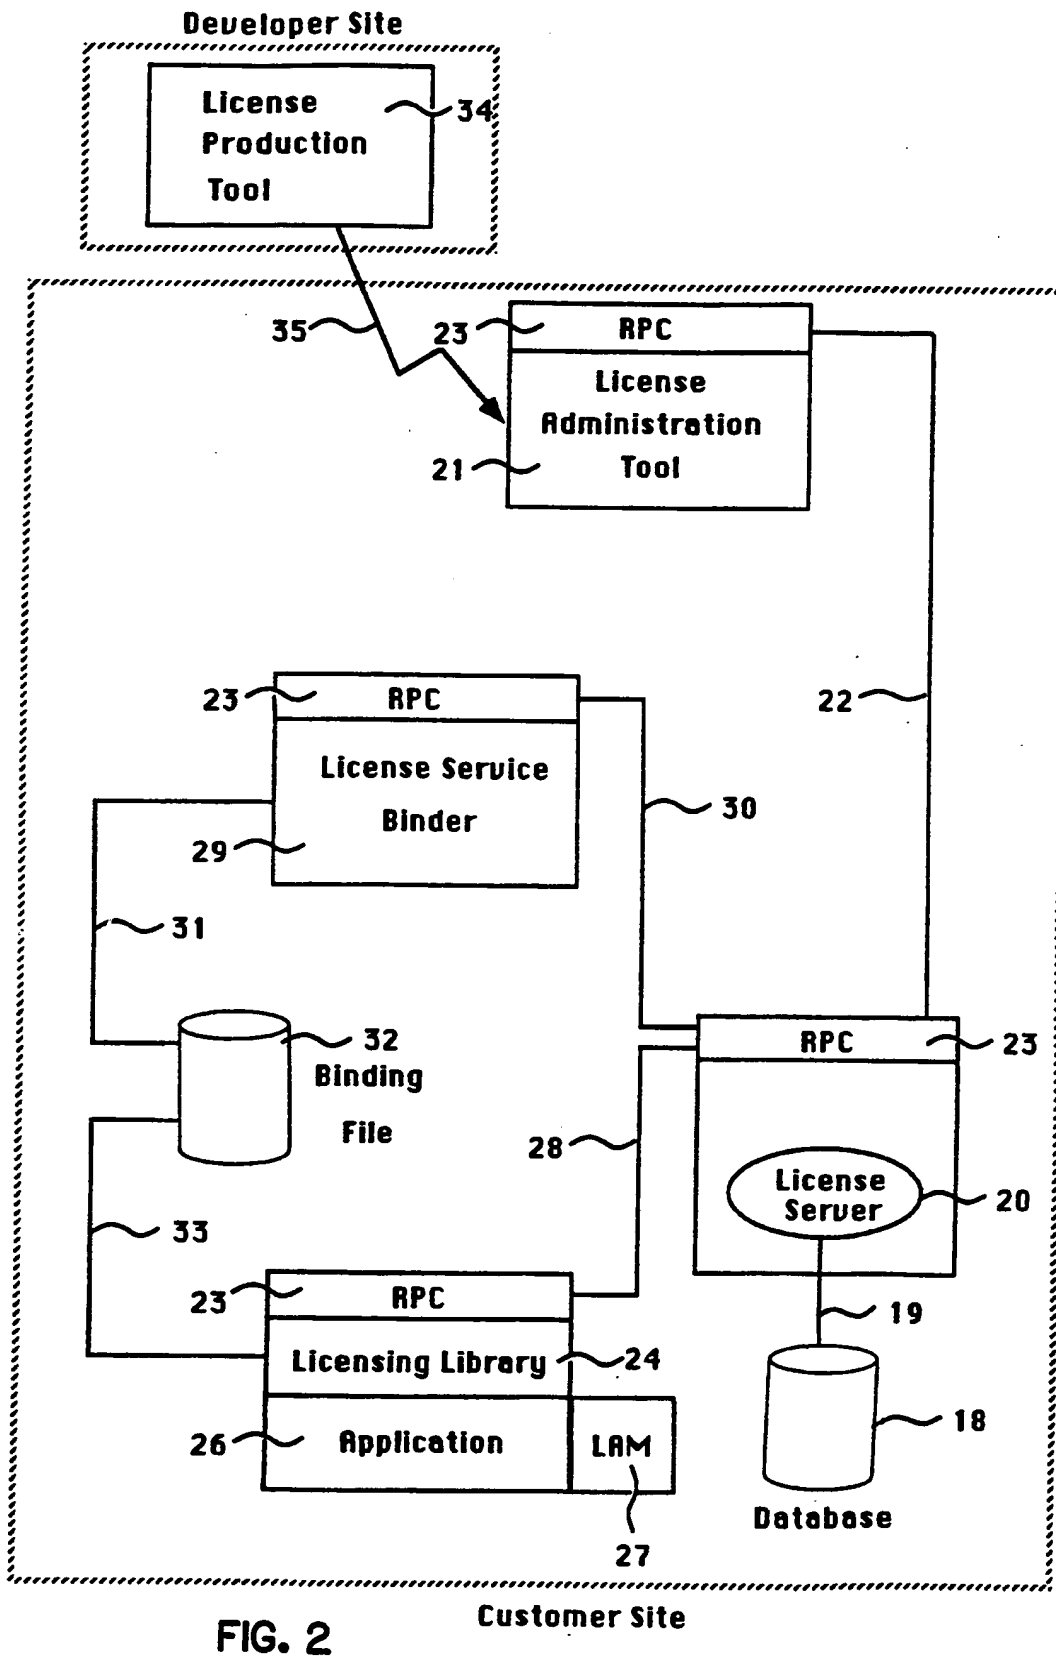 Developer Site
License
Production
Tool
34
35
23
RPC
License
Administration
Tool
21
22
23
RPC
License Service
Binder
29
30
31
32
Binding
File
RPC
23
28
License
Server
20
33
23
RPC
19
Licensing Library
24
18
26
Application
LAM
Database
27
Customer Site
FIG. 2